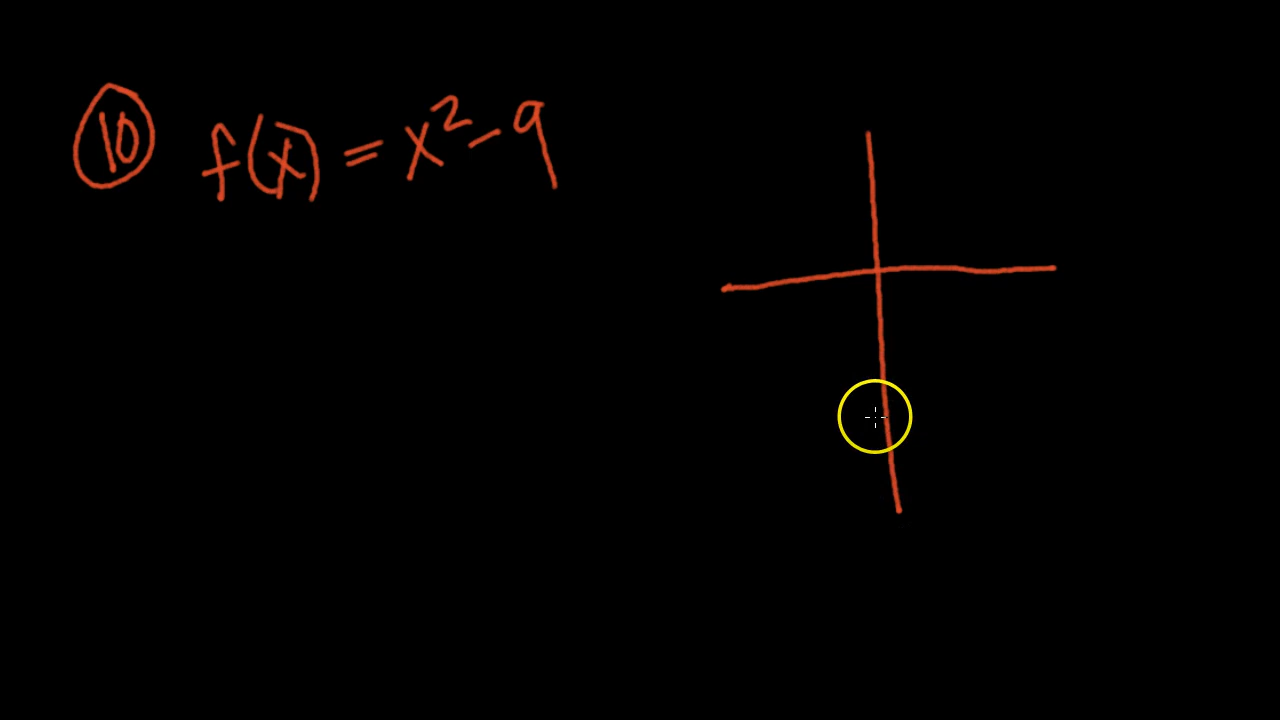 10 f(x) = x² - 9